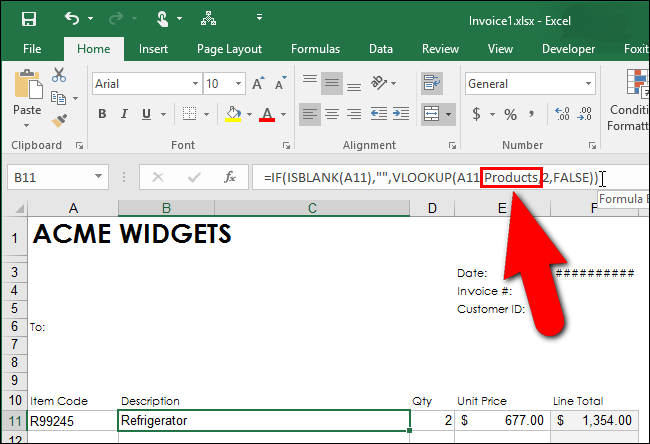 Invoice1.xlsx - Excel
File Home Insert Page Layout Formulas Data Review View Developer Foxit
Paste
Arial 10 A A
B I U A
$ % , .00
Conditi
Formatt
Clipboard Font Alignment Number
B11 fx =IF(ISBLANK(A11),"",VLOOKUP(A11,Products,2,FALSE))
Formula B
A B C D E F
1 ACME WIDGETS
3 Date: ##########
4 Invoice #:
5 Customer ID:
6 To:
7
8
9
10 Item Code Description Qty Unit Price Line Total
11 R99245 Refrigerator 2 $ 677.00 $ 1,354.00
12